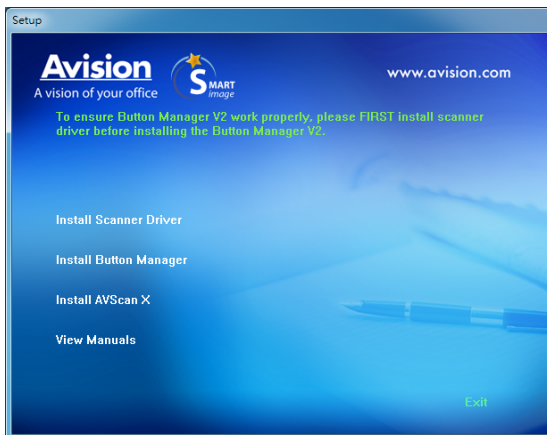 Setup
Avision
A vision of your office
SMART
image
www.avision.com
To ensure Button Manager V2 work properly, please FIRST install scanner
driver before installing the Button Manager V2.
Install Scanner Driver
Install Button Manager
Install AVScan X
View Manuals
Exit